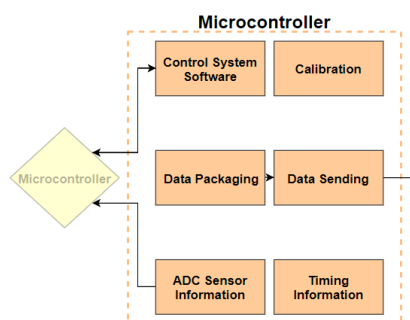 Microcontroller
Control System
Software
Calibration
Microcontroller
Data Packaging
Data Sending
ADC Sensor
Information
Timing
Information